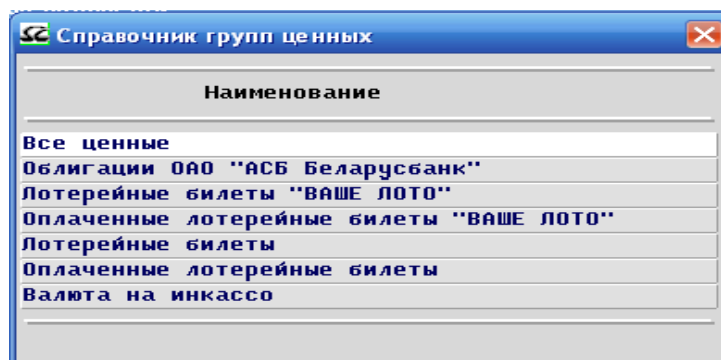 Справочник групп ценных
Наименование
Все ценные
Облигации ОАО "АСБ Беларусбанк"
Лотерейные билеты "ВАШЕ ЛОТО"
Оплаченные лотерейные билеты "ВАШЕ ЛОТО"
Лотерейные билеты
Оплаченные лотерейные билеты
Валюта на инкассо